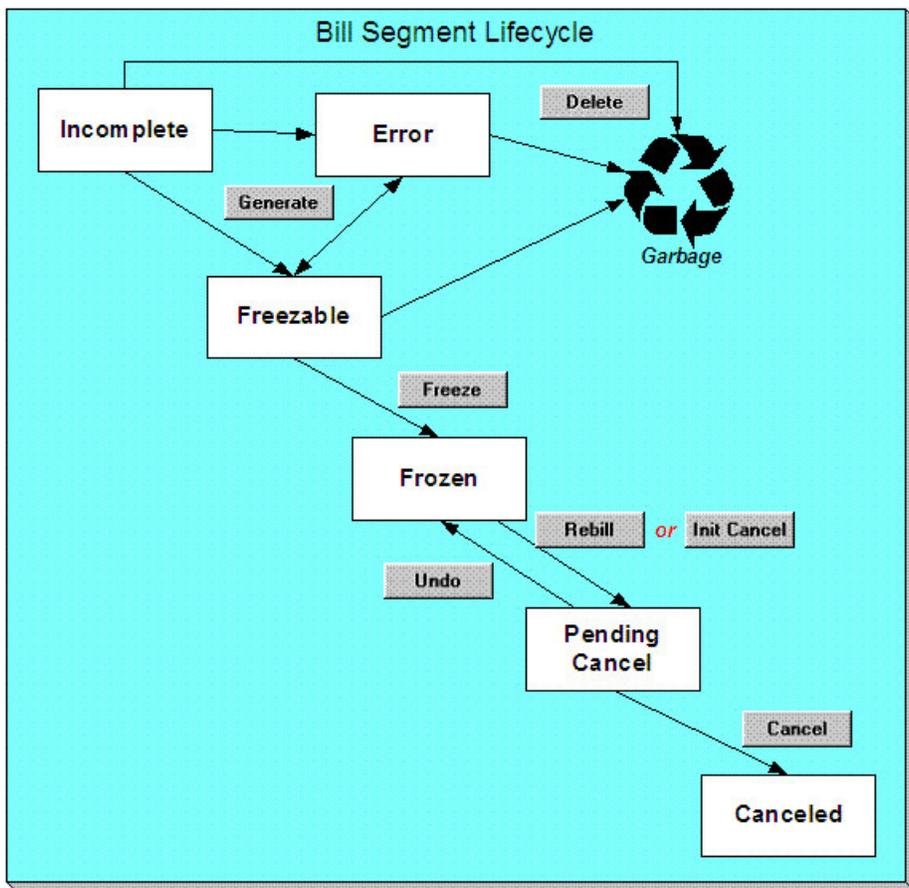 Bill Segment Lifecycle
Incomplete
Error
Delete
Generate
Garbage
Freezable
Freeze
Frozen
Rebill or Init Cancel
Undo
Pending
Cancel
Cancel
Canceled